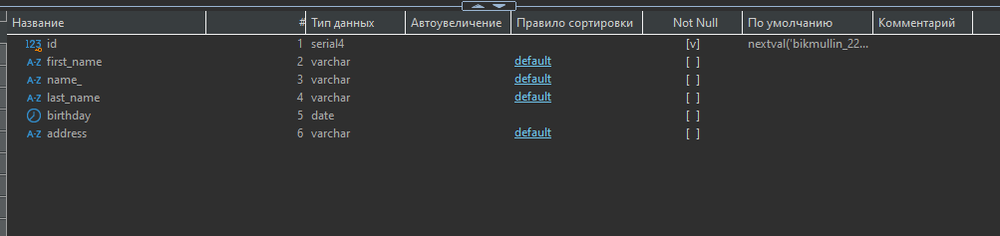 Название # Тип данных Автоувеличение Правило сортировки Not Null По умолчанию Комментарий
123 id 1 serial4 [v] nextval('bikmullin_22...
A-Z first_name 2 varchar default [ ]
A-Z name_ 3 varchar default [ ]
A-Z last_name 4 varchar default [ ]
birthday 5 date [ ]
A-Z address 6 varchar default [ ]